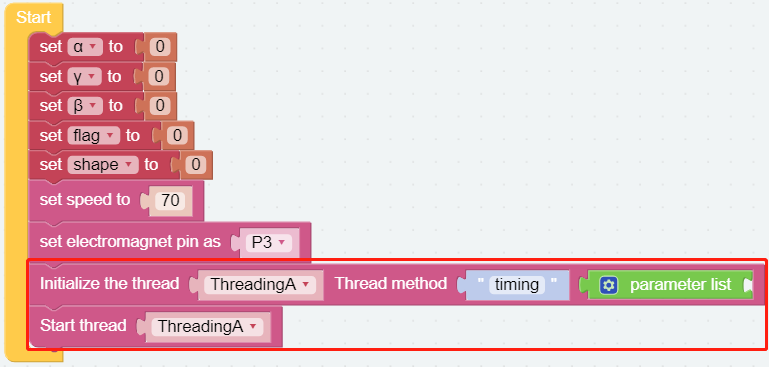 Start
set α to 0
set γ to 0
set β to 0
set flag to 0
set shape to 0
set speed to 70
set electromagnet pin as P3
Initialize the thread ThreadingA Thread method " timing " parameter list
Start thread ThreadingA